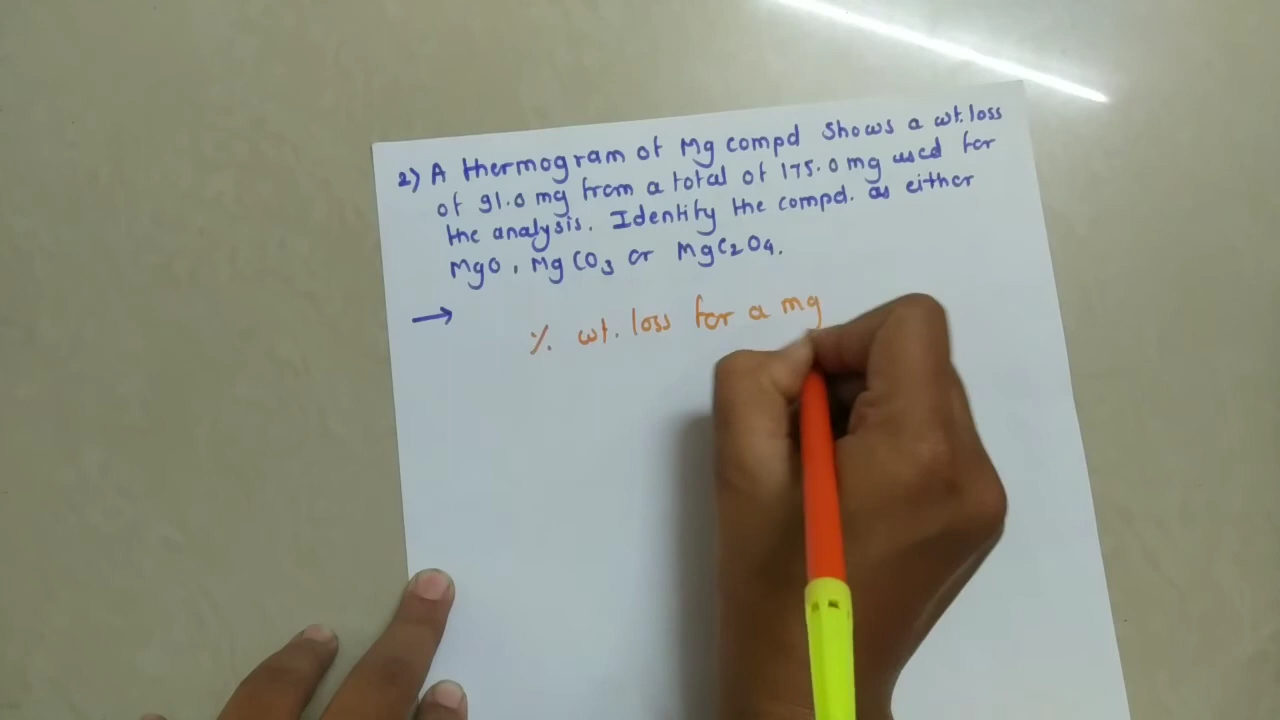 2) A thermogram of Mg compd shows a wt. loss
of 91.0 mg from a total of 175.0 mg used for
the analysis. Identify the compd. as either
MgO, MgCO3 or MgC2O4.
→ % wt. loss for a mg